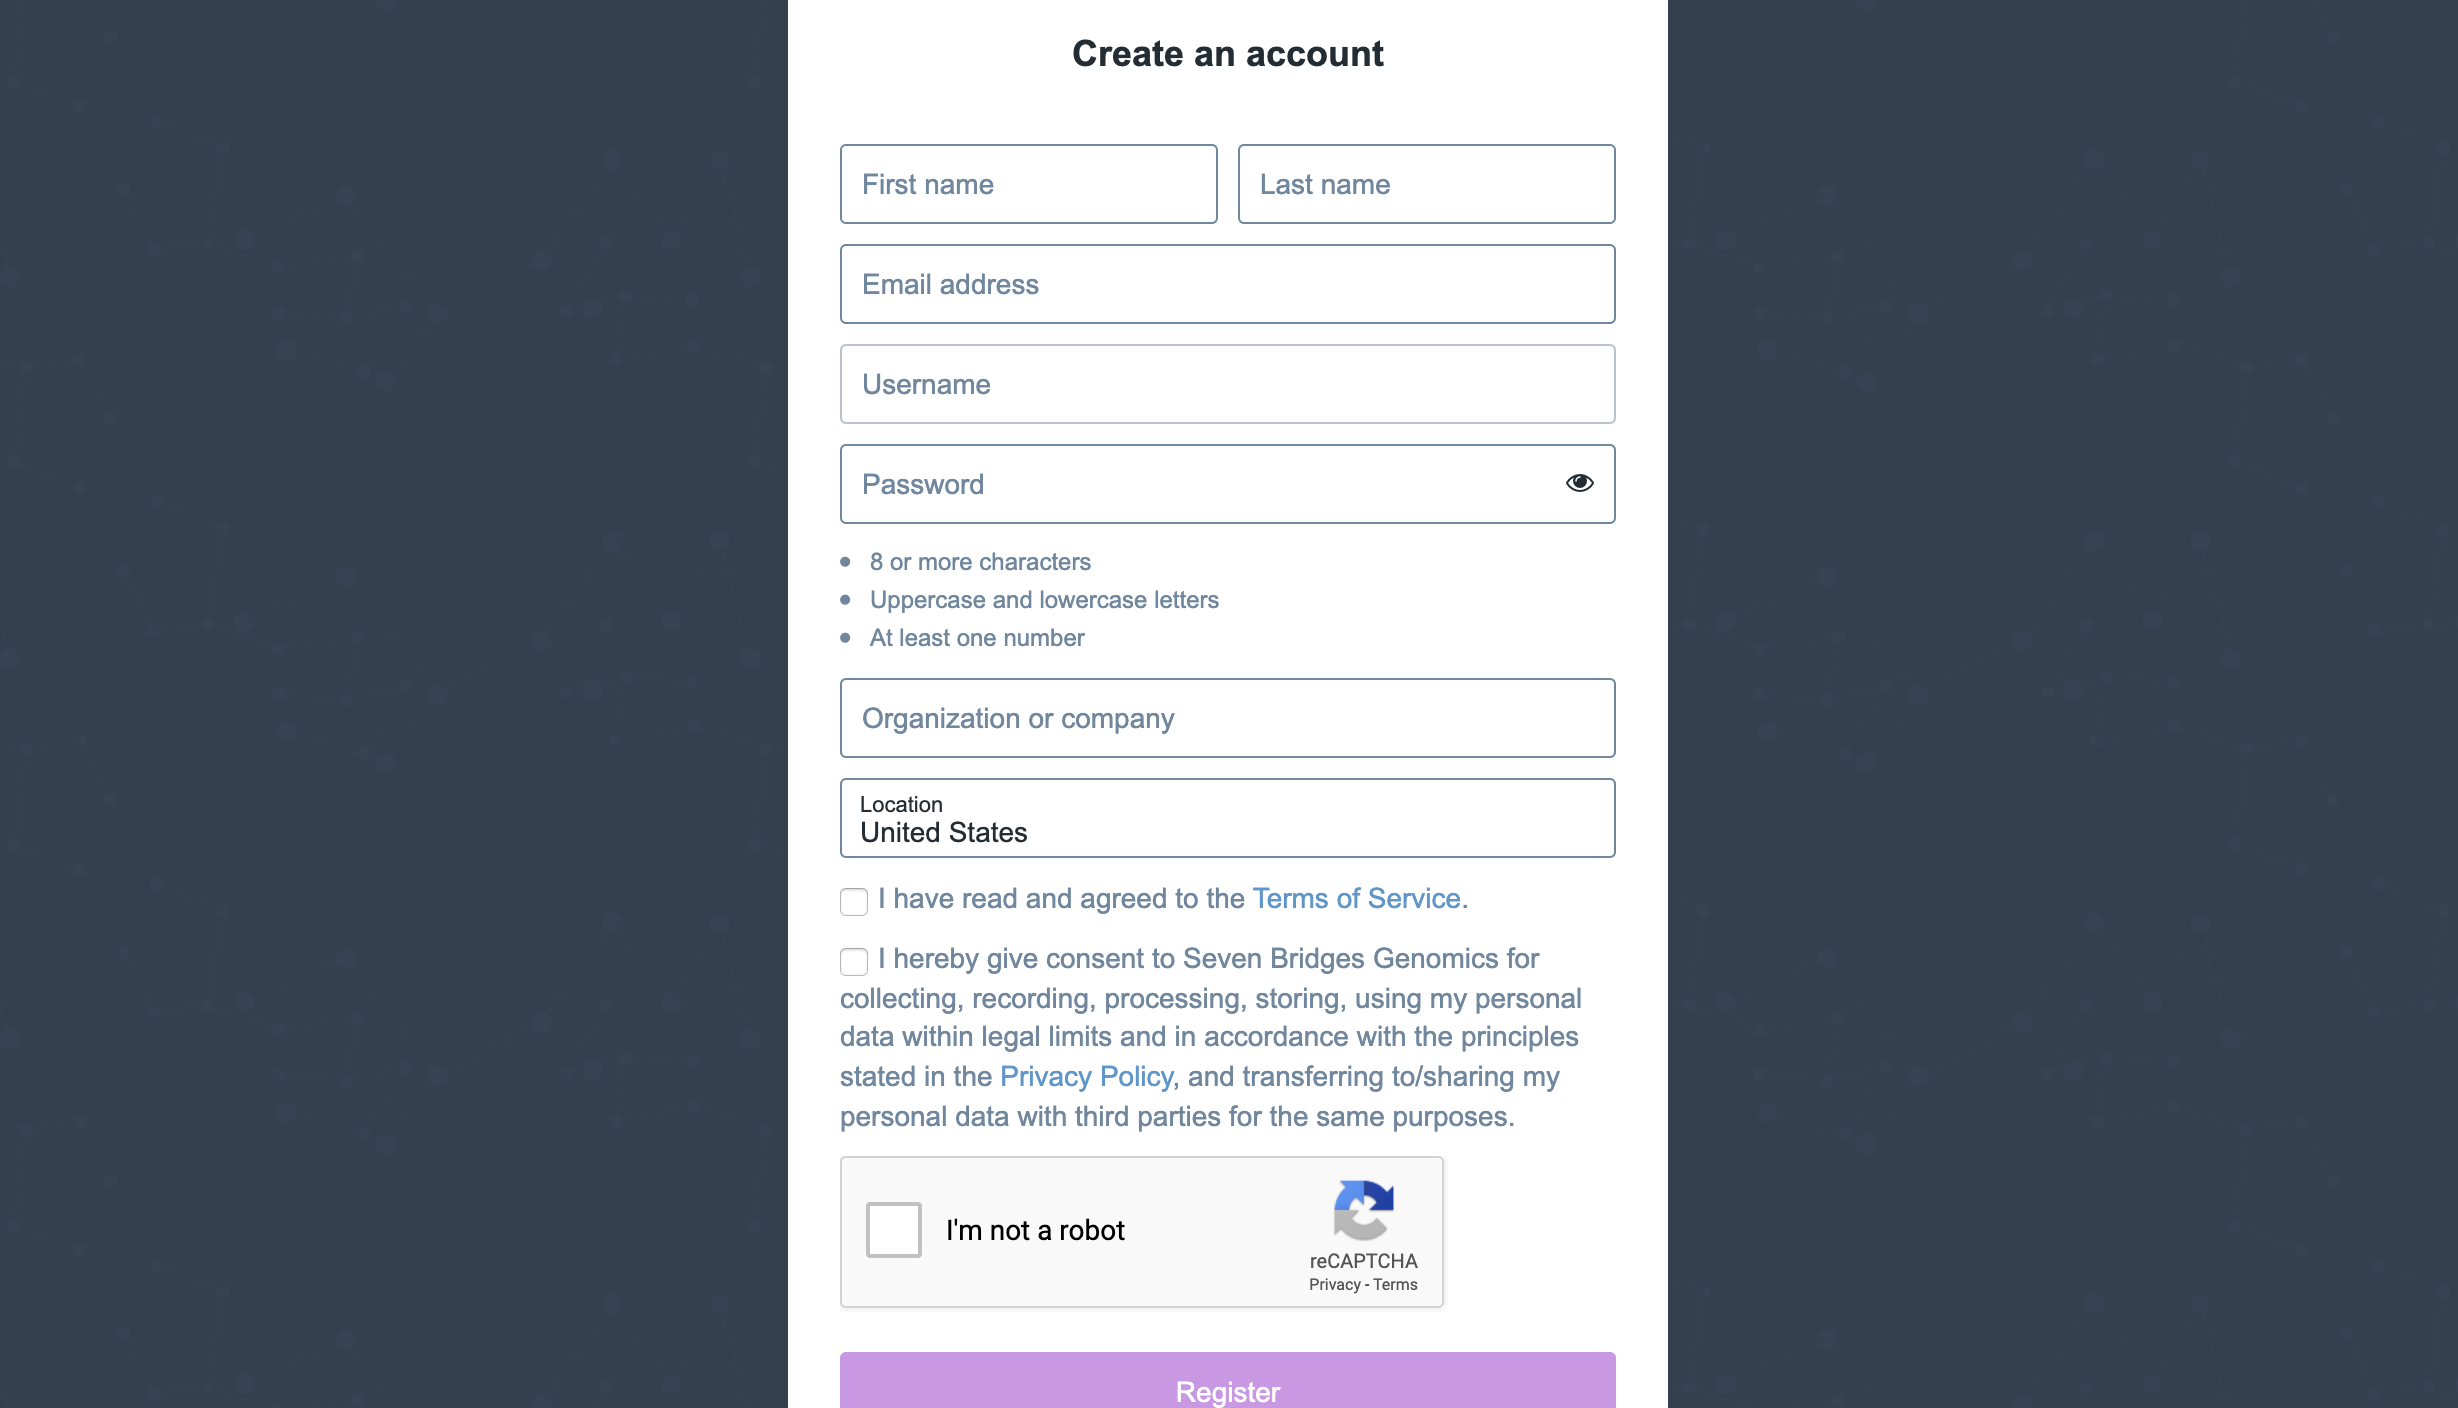 Create an account
First name
Last name
Email address
Username
Password
8 or more characters
Uppercase and lowercase letters
At least one number
Organization or company
Location
United States
I have read and agreed to the Terms of Service.
I hereby give consent to Seven Bridges Genomics for
collecting, recording, processing, storing, using my personal
data within legal limits and in accordance with the principles
stated in the Privacy Policy, and transferring to/sharing my
personal data with third parties for the same purposes.
I'm not a robot
reCAPTCHA
Privacy - Terms
Register